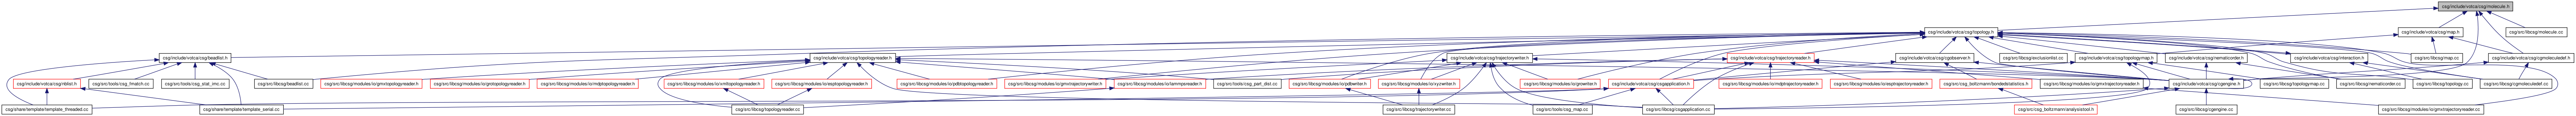 csg/include/votca/csg/molecule.h
csg/include/votca/csg/topology.h
csg/include/votca/csg/map.h
csg/src/libcsg/molecule.cc
csg/include/votca/csg/beadlist.h
csg/include/votca/csg/topologyreader.h
csg/include/votca/csg/trajectorywriter.h
csg/include/votca/csg/trajectoryreader.h
csg/include/votca/csg/cgobserver.h
csg/src/libcsg/exclusionlist.cc
csg/include/votca/csg/topologymap.h
csg/include/votca/csg/nematicorder.h
csg/include/votca/csg/interaction.h
csg/src/libcsg/map.cc
csg/include/votca/csg/cgmoleculedef.h
csg/include/votca/csg/nblist.h
csg/src/tools/csg_fmatch.cc
csg/src/tools/csg_stat_imc.cc
csg/src/libcsg/beadlist.cc
csg/src/libcsg/modules/io/gmxtopologyreader.h
csg/src/libcsg/modules/io/grotopologyreader.h
csg/src/libcsg/modules/io/mdptopologyreader.h
csg/src/libcsg/modules/io/xmltopologyreader.h
csg/src/libcsg/modules/io/esptopologyreader.h
csg/src/libcsg/modules/io/pdbtopologyreader.h
csg/src/libcsg/modules/io/gmxtrajectorywriter.h
csg/src/libcsg/modules/io/lammpsreader.h
csg/src/tools/csg_part_dist.cc
csg/src/libcsg/modules/io/pdbwriter.h
csg/src/libcsg/modules/io/xyzwriter.h
csg/src/libcsg/modules/io/growriter.h
csg/include/votca/csg/csgapplication.h
csg/src/libcsg/modules/io/mdptrajectoryreader.h
csg/src/libcsg/modules/io/esptrajectoryreader.h
csg/src/csg_boltzmann/bondedstatistics.h
csg/src/libcsg/modules/io/gmxtrajectoryreader.h
csg/include/votca/csg/cgengine.h
csg/src/libcsg/topologymap.cc
csg/src/libcsg/nematicorder.cc
csg/src/libcsg/topology.cc
csg/src/libcsg/cgmoleculedef.cc
csg/share/template/template_threaded.cc
csg/share/template/template_serial.cc
csg/src/libcsg/topologyreader.cc
csg/src/libcsg/trajectorywriter.cc
csg/src/tools/csg_map.cc
csg/src/libcsg/csgapplication.cc
csg/src/csg_boltzmann/analysistool.h
csg/src/libcsg/cgengine.cc
csg/src/libcsg/modules/io/gmxtrajectoryreader.cc